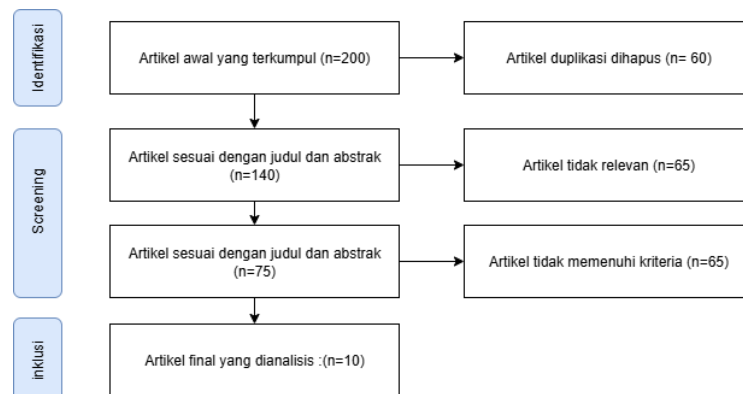 Identifikasi
Artikel awal yang terkumpul (n=200)
Artikel duplikasi dihapus (n= 60)
Screening
Artikel sesuai dengan judul dan abstrak
(n=140)
Artikel tidak relevan (n=65)
Artikel sesuai dengan judul dan abstrak
(n=75)
Artikel tidak memenuhi kriteria (n=65)
inklusi
Artikel final yang dianalisis :(n=10)